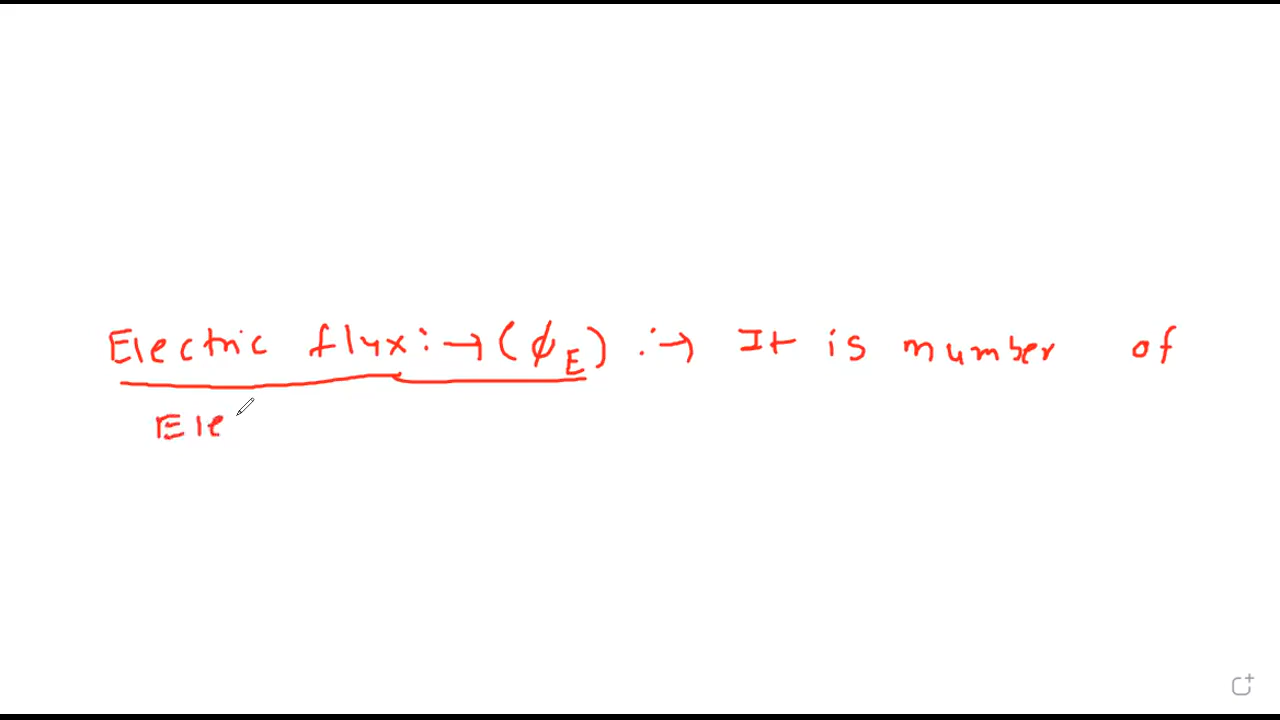 Electric flux:→(ϕE) :→ It is number of
Ele